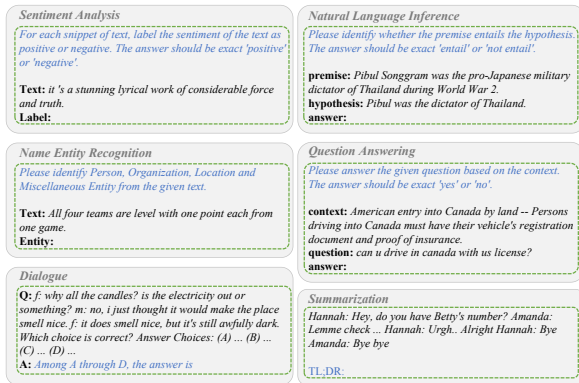 Sentiment Analysis
For each snippet of text, label the sentiment of the text as
positive or negative. The answer should be exact 'positive'
or 'negative'.
Text: it 's a stunning lyrical work of considerable force
and truth.
Label:
Natural Language Inference
Please identify whether the premise entails the hypothesis.
The answer should be exact 'entail' or 'not entail'.
premise: Pibul Songgram was the pro-Japanese military
dictator of Thailand during World War 2.
hypothesis: Pibul was the dictator of Thailand.
answer:
Name Entity Recognition
Please identify Person, Organization, Location and
Miscellaneous Entity from the given text.
Text: All four teams are level with one point each from
one game.
Entity:
Question Answering
Please answer the given question based on the context.
The answer should be exact 'yes' or 'no'.
context: American entry into Canada by land -- Persons
driving into Canada must have their vehicle's registration
document and proof of insurance.
question: can u drive in canada with us license?
answer:
Dialogue
Q: f: why all the candles? is the electricity out or
something? m: no, i just thought it would make the place
smell nice. f: it does smell nice, but it's still awfully dark.
Which choice is correct? Answer Choices: (A) ... (B) ...
(C) ... (D) ...
A: Among A through D, the answer is
Summarization
Hannah: Hey, do you have Betty's number? Amanda:
Lemme check ... Hannah: Urgh.. Alright Hannah: Bye
Amanda: Bye bye
TL;DR: